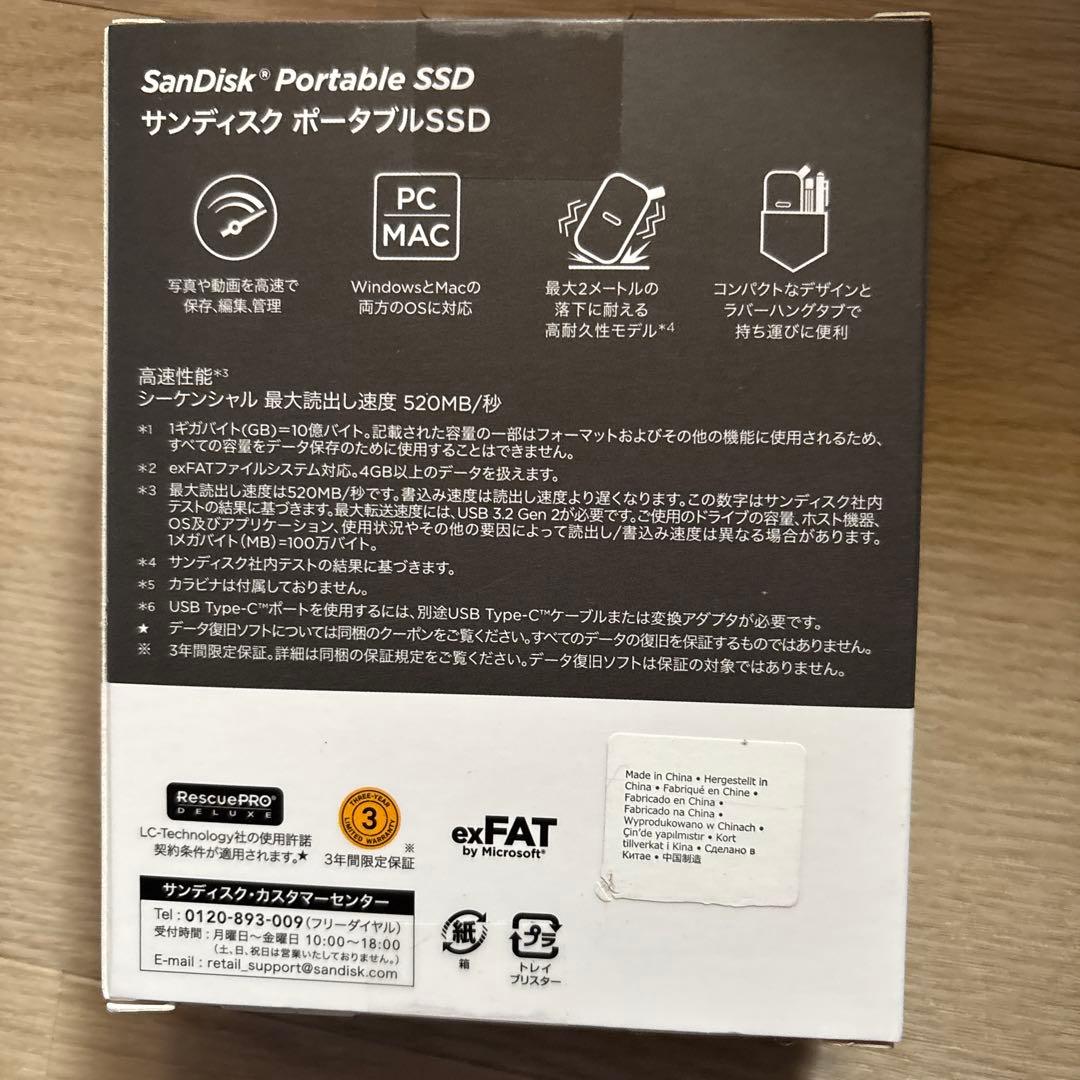 SanDisk® Portable SSD
サンディスク ポータブルSSD
PC
MAC
写真や動画を高速で
保存、編集、管理
WindowsとMacの
両方のOSに対応
最大2メートルの
落下に耐える
高耐久性モデル*4
コンパクトなデザインと
ラバーハングタブで
持ち運びに便利
高速性能*3
シーケンシャル 最大読出し速度 520MB/秒
*1 1ギガバイト(GB)=10億バイト。記載された容量の一部はフォーマットおよびその他の機能に使用されるため、
すべての容量をデータ保存のために使用することはできません。
*2 exFATファイルシステム対応。4GB以上のデータを扱えます。
*3 最大読出し速度は520MB/秒です。書込み速度は読出し速度より遅くなります。この数字はサンディスク社内
テストの結果に基づきます。最大転送速度には、USB 3.2 Gen 2が必要です。ご使用のドライブの容量、ホスト機器、
OS及びアプリケーション、使用状況やその他の要因によって読出し/書込み速度は異なる場合があります。
1メガバイト(MB)=100万バイト。
*4 サンディスク社内テストの結果に基づきます。
*5 カラビナは付属しておりません。
*6 USB Type-C™ポートを使用するには、別途USB Type-C™ケーブルまたは変換アダプタが必要です。
★ データ復旧ソフトについては同梱のクーポンをご覧ください。すべてのデータの復旧を保証するものではありません。
※ 3年間限定保証。詳細は同梱の保証規定をご覧ください。データ復旧ソフトは保証の対象ではありません。
RescuePRO®
DELUXE
LC-Technology社の使用許諾
契約条件が適用されます。★
THREE-YEAR
3
LIMITED WARRANTY
※
3年間限定保証
exFAT
by Microsoft®
Made in China • Hergestellt in
China • Fabriqué en Chine •
Fabricado en China •
Fabricado na China •
Wyprodukowano w Chinach •
Çin'de yapılmıştır • Kort
tillverkat i Kina • Сделано в
Китае • 中国制造
サンディスク・カスタマーセンター
Tel : 0120-893-009 (フリーダイヤル)
受付時間 : 月曜日〜金曜日 10:00〜18:00
(土、日、祝日は営業いたしておりません。)
E-mail : retail_support@sandisk.com
紙
箱
プラ
トレイ
ブリスター